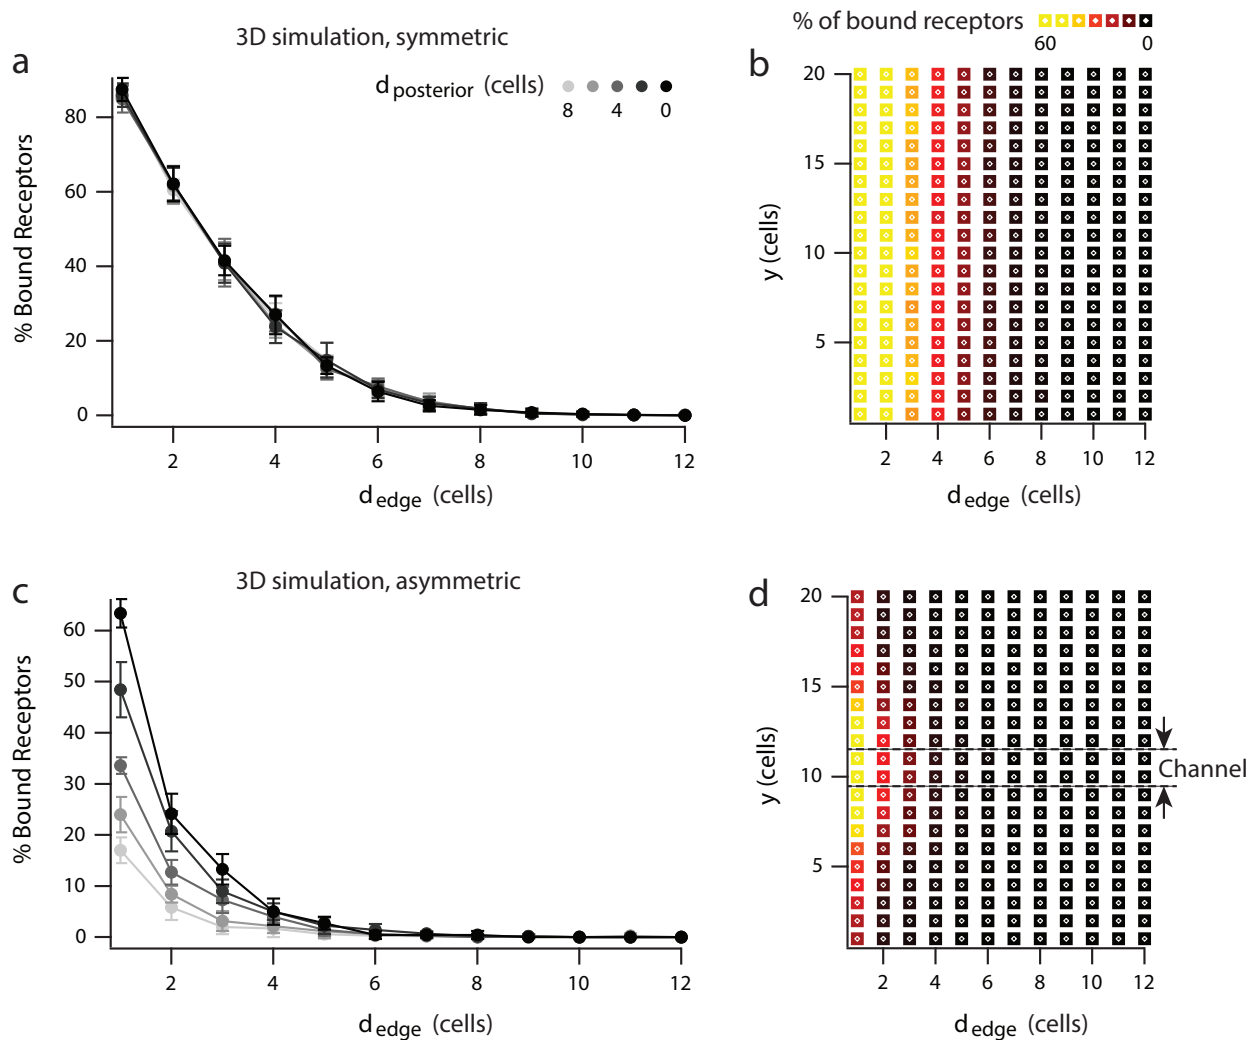 a
3D simulation, symmetric
d posterior (cells)
8 4 0
% Bound Receptors
80
60
40
20
0
2 4 6 8 10 12
d edge (cells)
b
% of bound receptors
60 0
y (cells)
20
15
10
5
2 4 6 8 10 12
d edge (cells)
c
3D simulation, asymmetric
% Bound Receptors
60
50
40
30
20
10
0
2 4 6 8 10 12
d edge (cells)
d
y (cells)
20
15
10
5
Channel
2 4 6 8 10 12
d edge (cells)